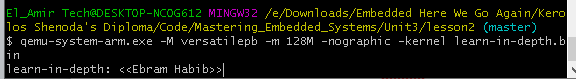 El_Amir Tech@DESKTOP-NCOG612 MINGW32 /e/Downloads/Embedded Here We Go Again/Kero
los Shenoda's Diploma/Code/Mastering_Embedded_Systems/Unit3/lesson2 (master)
$ qemu-system-arm.exe -M versatilepb -m 128M -nographic -kernel learn-in-depth.b
in
learn-in-depth: <<Ebram Habib>>